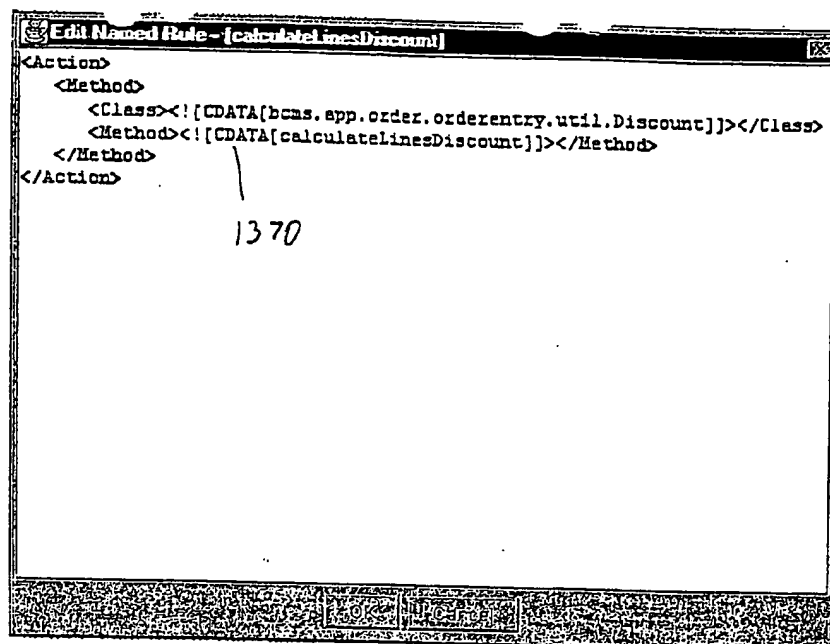 Edit Named Rule - [calculateLinesDiscount]
<Action>
<Method>
<Class><![CDATA[bcms.app.order.orderentry.util.Discount]]></Class>
<Method><![CDATA[calculateLinesDiscount]]></Method>
</Method>
</Action>
1370
OK